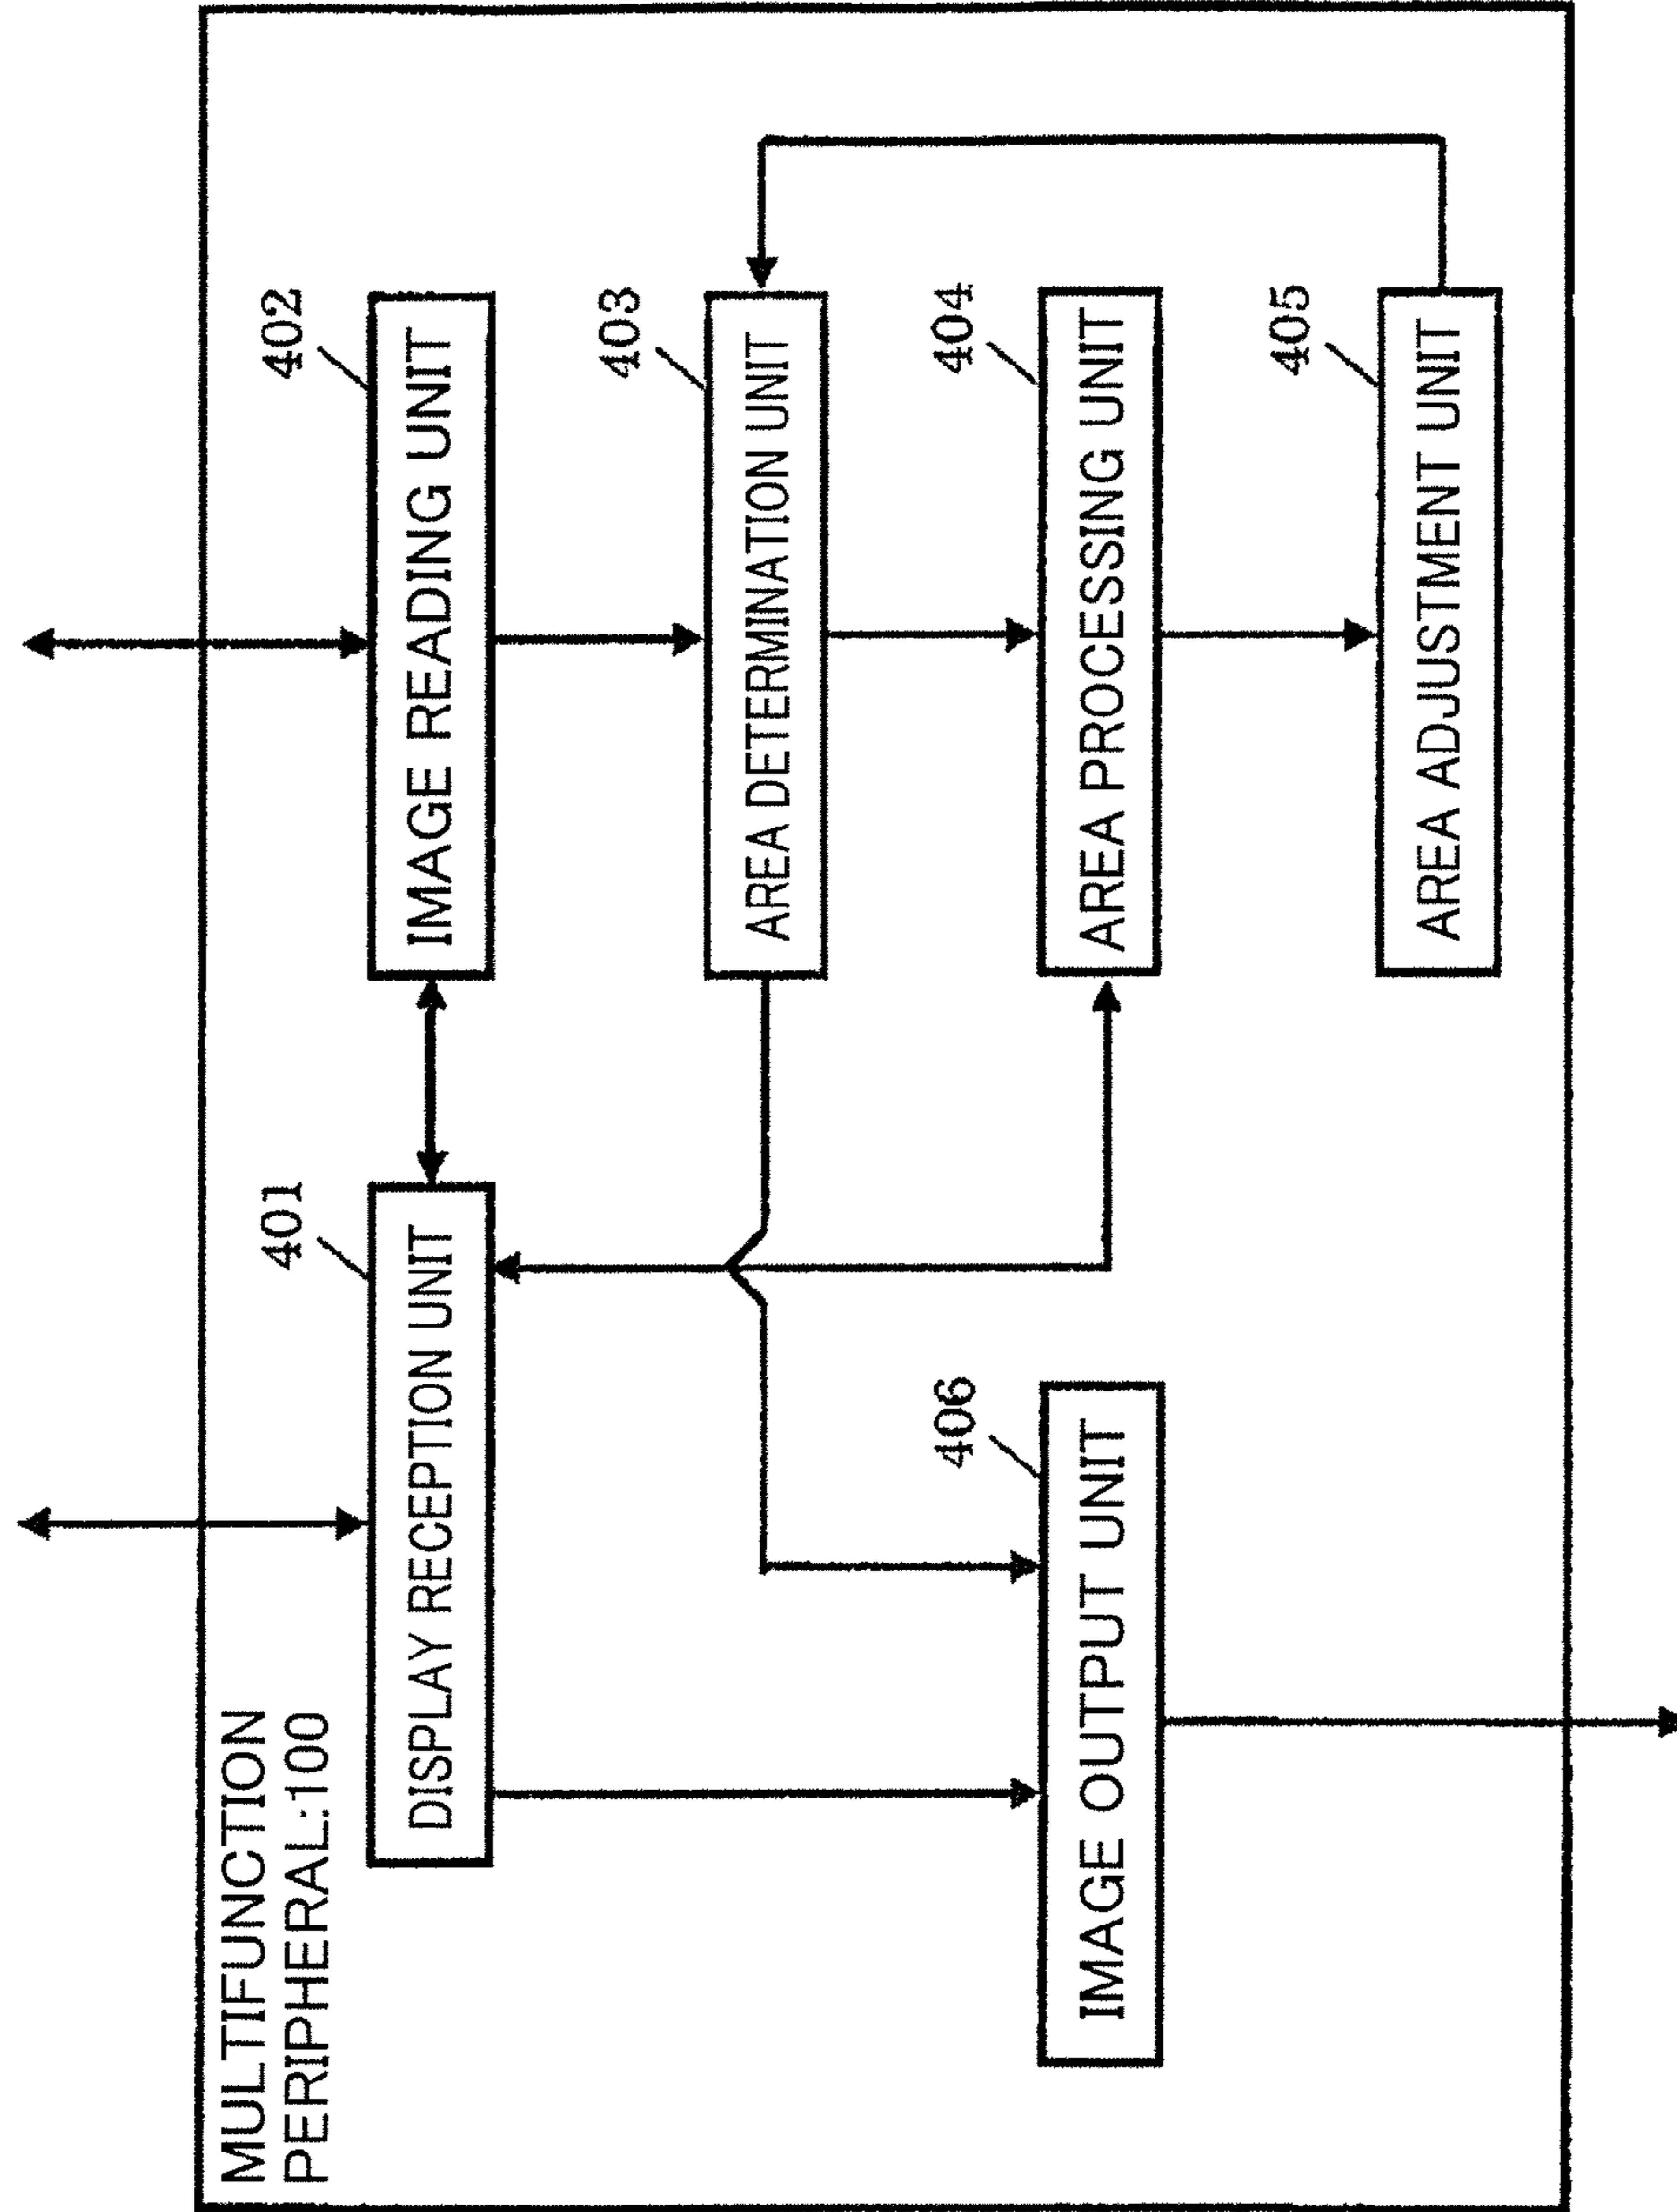 MULTIFUNCTION
PERIPHERAL:100
401
DISPLAY RECEPTION UNIT
402
IMAGE READING UNIT
403
AREA DETERMINATION UNIT
406
IMAGE OUTPUT UNIT
404
AREA PROCESSING UNIT
405
AREA ADJUSTMENT UNIT